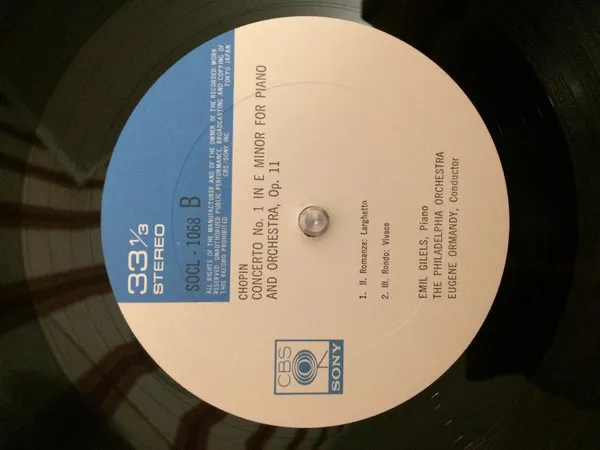 33 1/3
STEREO
SOCL-1068 B
ALL RIGHTS OF THE MANUFACTURER AND OF THE OWNER OF THE RECORDED WORK
RESERVED. UNAUTHORIZED PUBLIC PERFORMANCE, BROADCASTING AND COPYING OF
THIS RECORD PROHIBITED
CBS/SONY INC. TOKYO JAPAN
CHOPIN
CONCERTO No. 1 IN E MINOR FOR PIANO
AND ORCHESTRA, Op. 11
1. II. Romanze: Larghetto
2. III. Rondo: Vivace
EMIL GILELS, Piano
THE PHILADELPHIA ORCHESTRA
EUGENE ORMANDY, Conductor
CBS
SONY